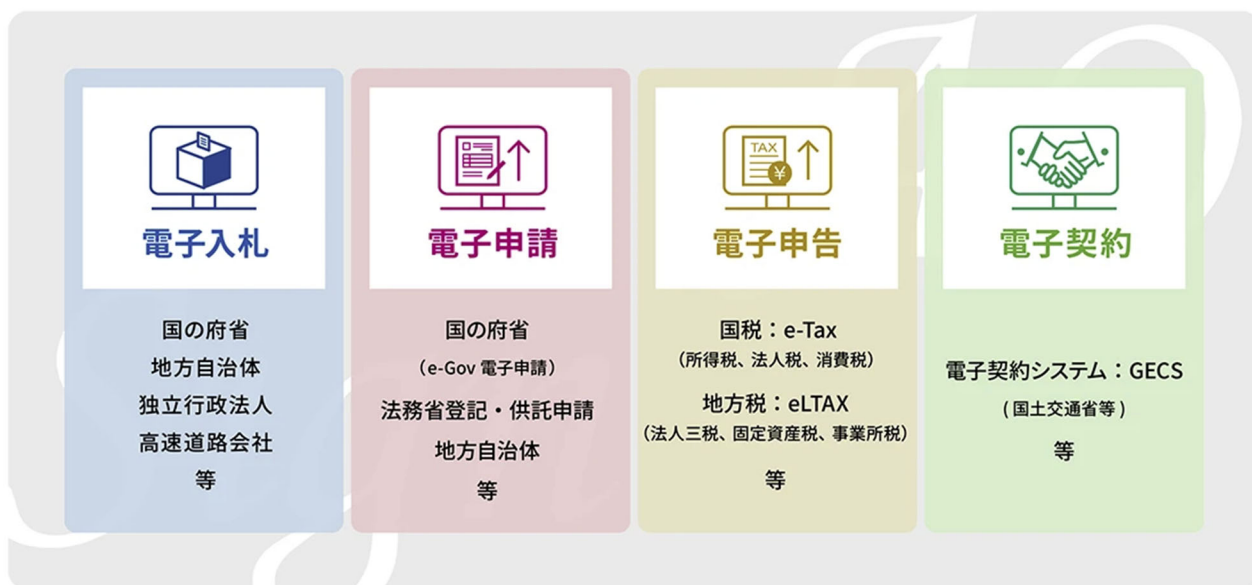 電子入札
国の府省
地方自治体
独立行政法人
高速道路会社
等
電子申請
国の府省
(e-Gov 電子申請)
法務省登記・供託申請
地方自治体
等
TAX
¥
電子申告
国税：e-Tax
(所得税、法人税、消費税)
地方税：eLTAX
(法人三税、固定資産税、事業所税)
等
電子契約
電子契約システム：GECS
( 国土交通省等 )
等